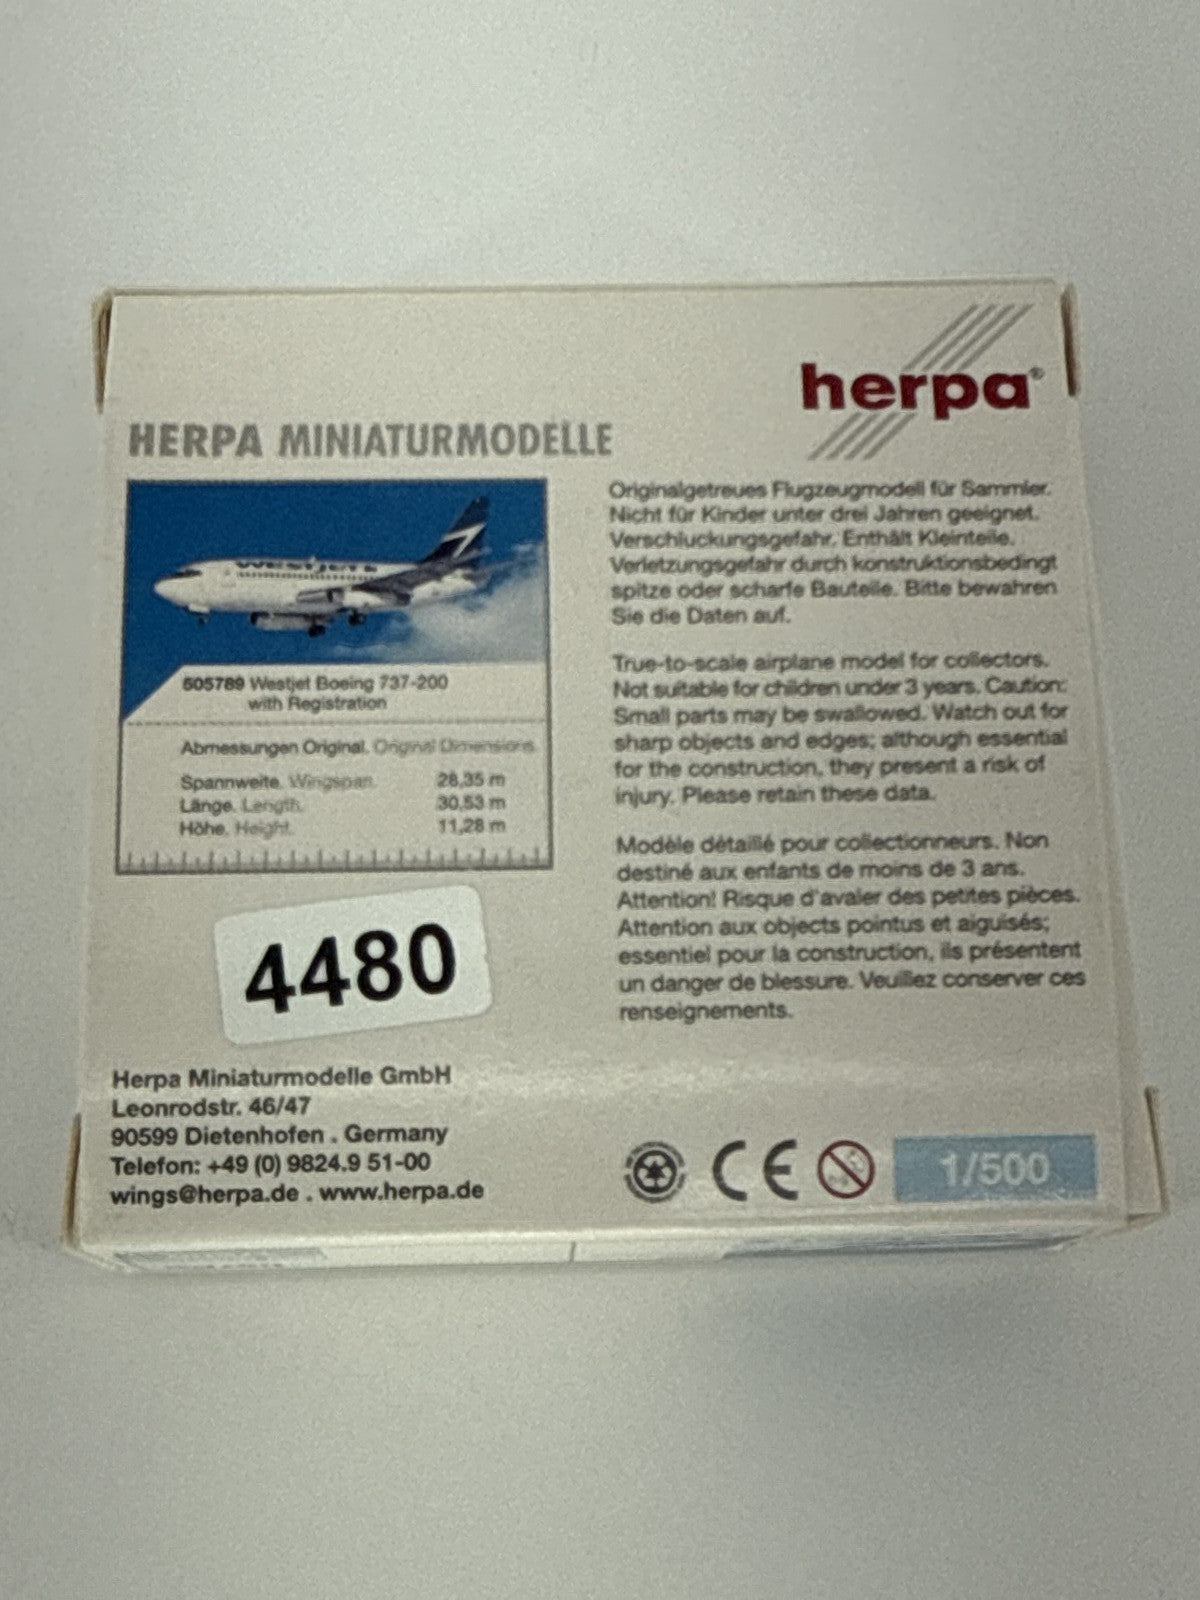 herpa®
HERPA MINIATURMODELLE
WESTJET
505789 Westjet Boeing 737-200
with Registration
Abmessungen Original. Original Dimensions.
Spannweite. Wingspan. 28,35 m
Länge. Length. 30,53 m
Höhe. Height. 11,28 m
4480
Originalgetreues Flugzeugmodell für Sammler.
Nicht für Kinder unter drei Jahren geeignet.
Verschluckungsgefahr. Enthält Kleinteile.
Verletzungsgefahr durch konstruktionsbedingt
spitze oder scharfe Bauteile. Bitte bewahren
Sie die Daten auf.
True-to-scale airplane model for collectors.
Not suitable for children under 3 years. Caution:
Small parts may be swallowed. Watch out for
sharp objects and edges; although essential
for the construction, they present a risk of
injury. Please retain these data.
Modèle détaillé pour collectionneurs. Non
destiné aux enfants de moins de 3 ans.
Attention! Risque d'avaler des petites pièces.
Attention aux objects pointus et aiguisés;
essentiel pour la construction, ils présentent
un danger de blessure. Veuillez conserver ces
renseignements.
Herpa Miniaturmodelle GmbH
Leonrodstr. 46/47
90599 Dietenhofen . Germany
Telefon: +49 (0) 9824.9 51-00
wings@herpa.de . www.herpa.de
CE
1/500